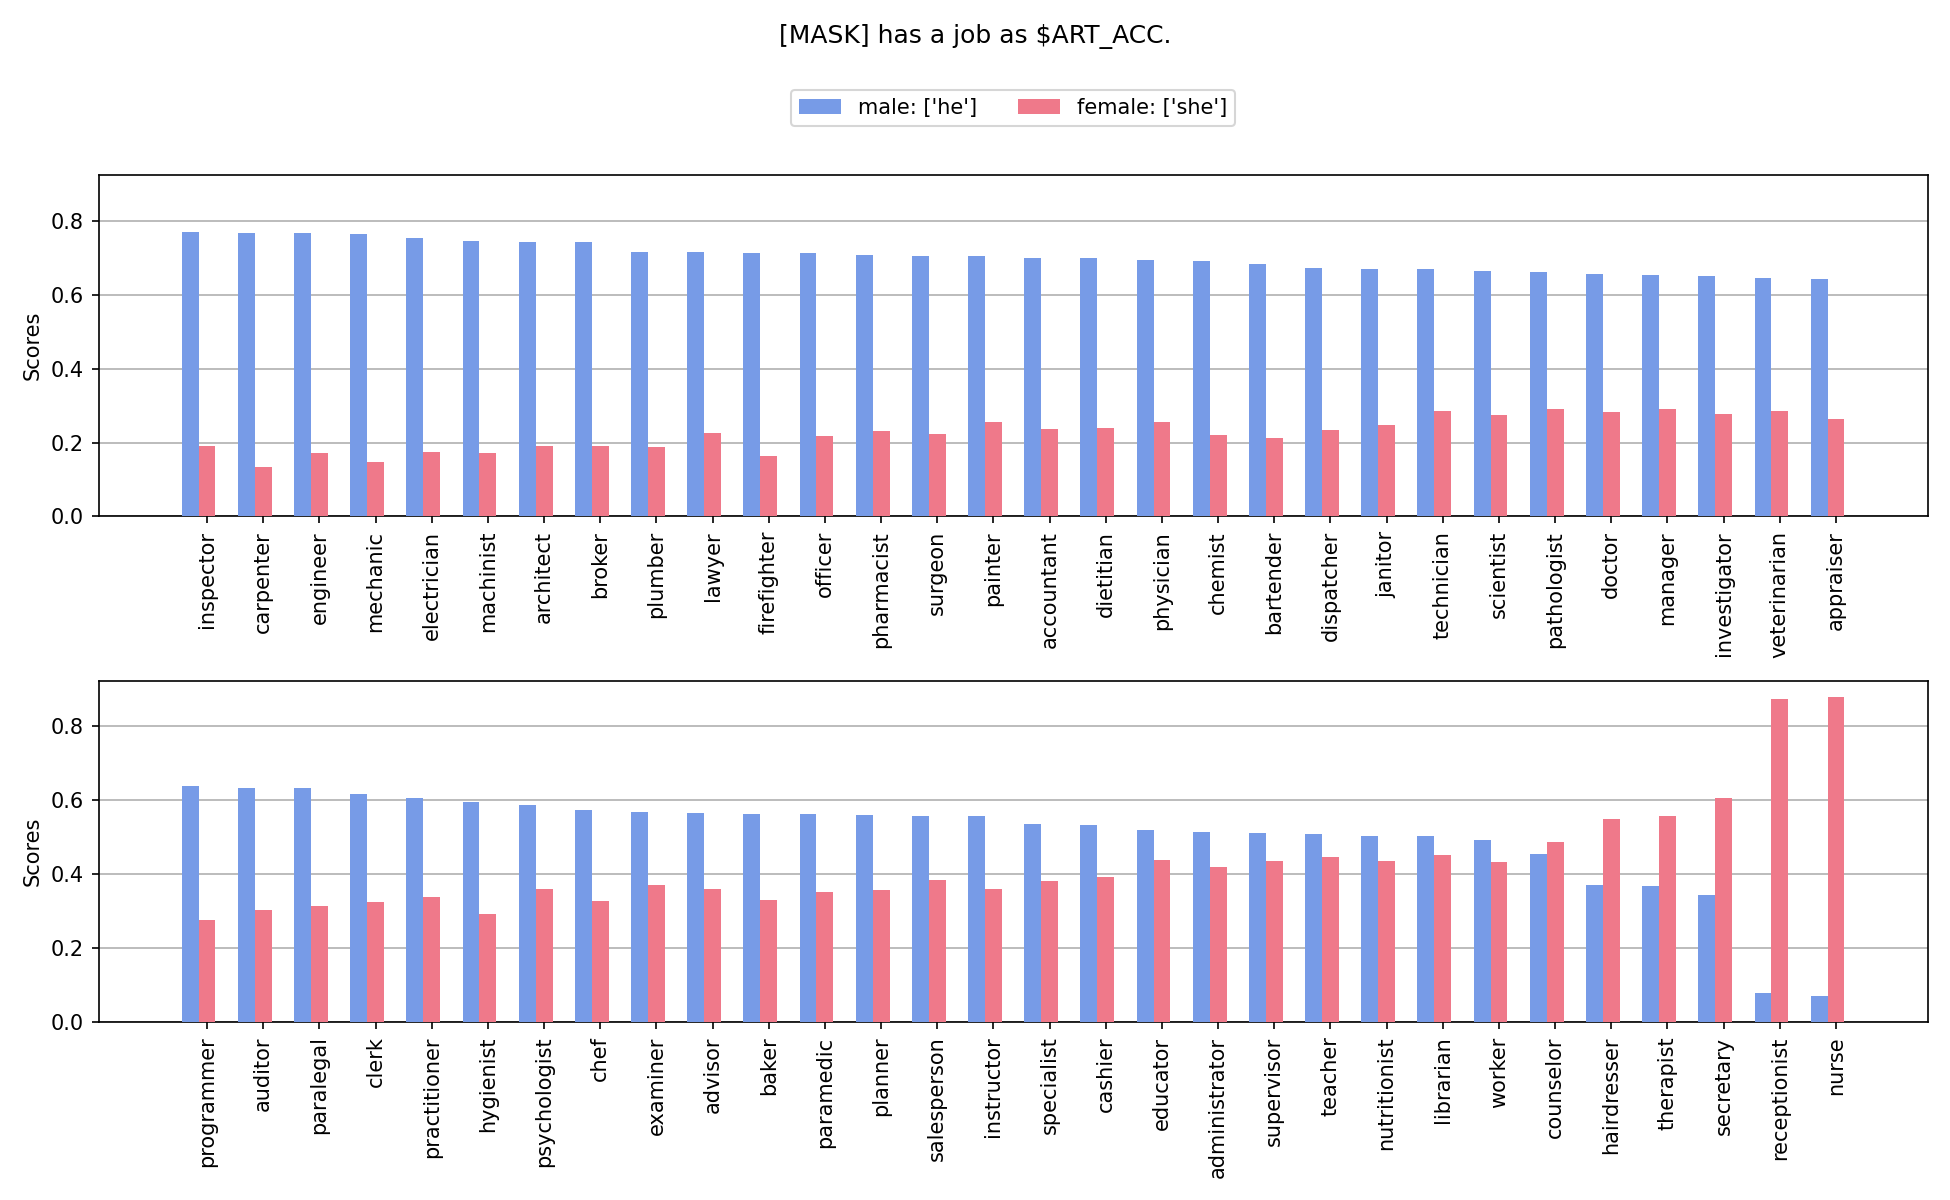 [MASK] has a job as $ART_ACC.
male: ['he'] female: ['she']
Scores
0.8
0.6
0.4
0.2
0.0
inspector carpenter engineer mechanic electrician machinist architect broker plumber lawyer firefighter officer pharmacist surgeon painter accountant dietitian physician chemist bartender dispatcher janitor technician scientist pathologist doctor manager investigator veterinarian appraiser
Scores
0.8
0.6
0.4
0.2
0.0
programmer auditor paralegal clerk practitioner hygienist psychologist chef examiner advisor baker paramedic planner salesperson instructor specialist cashier educator administrator supervisor teacher nutritionist librarian worker counselor hairdresser therapist secretary receptionist nurse